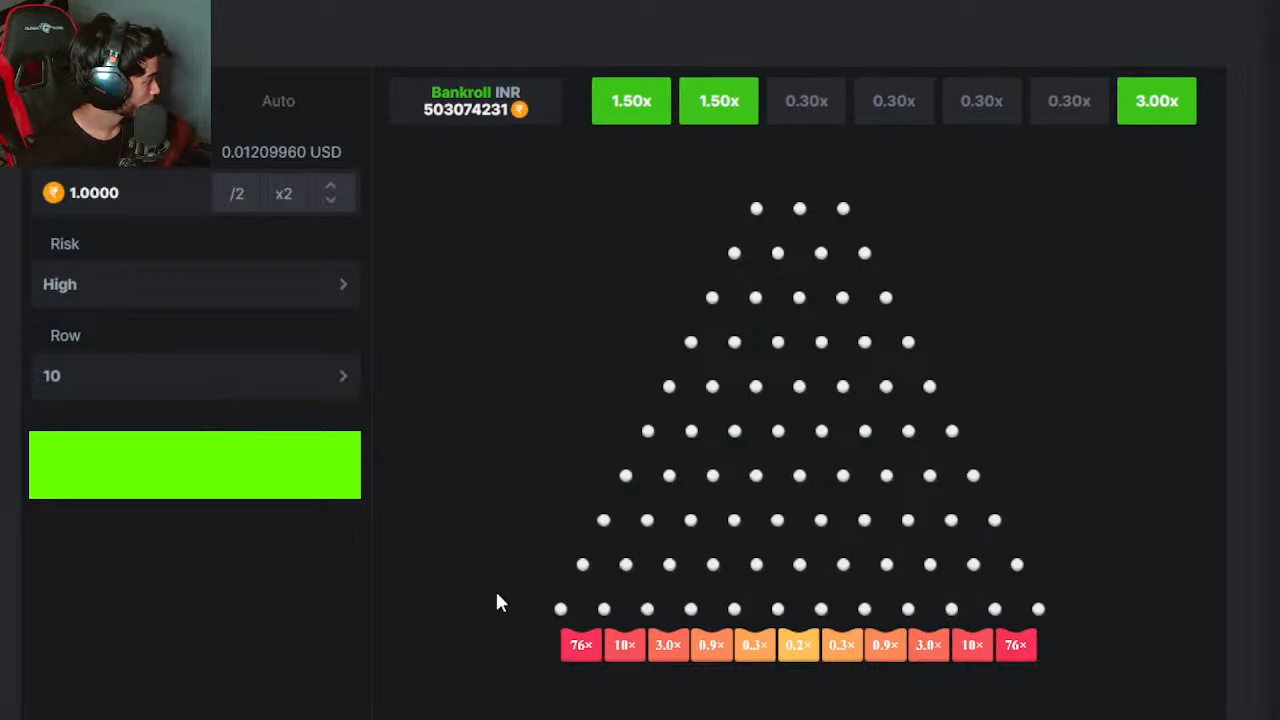 Auto
Bankroll INR
503074231
1.50x
1.50x
0.30x
0.30x
0.30x
0.30x
3.00x
0.01209960 USD
1.0000
/2
x2
Risk
High
Row
10
76× 10× 3.0× 0.9× 0.3× 0.2× 0.3× 0.9× 3.0× 10× 76×